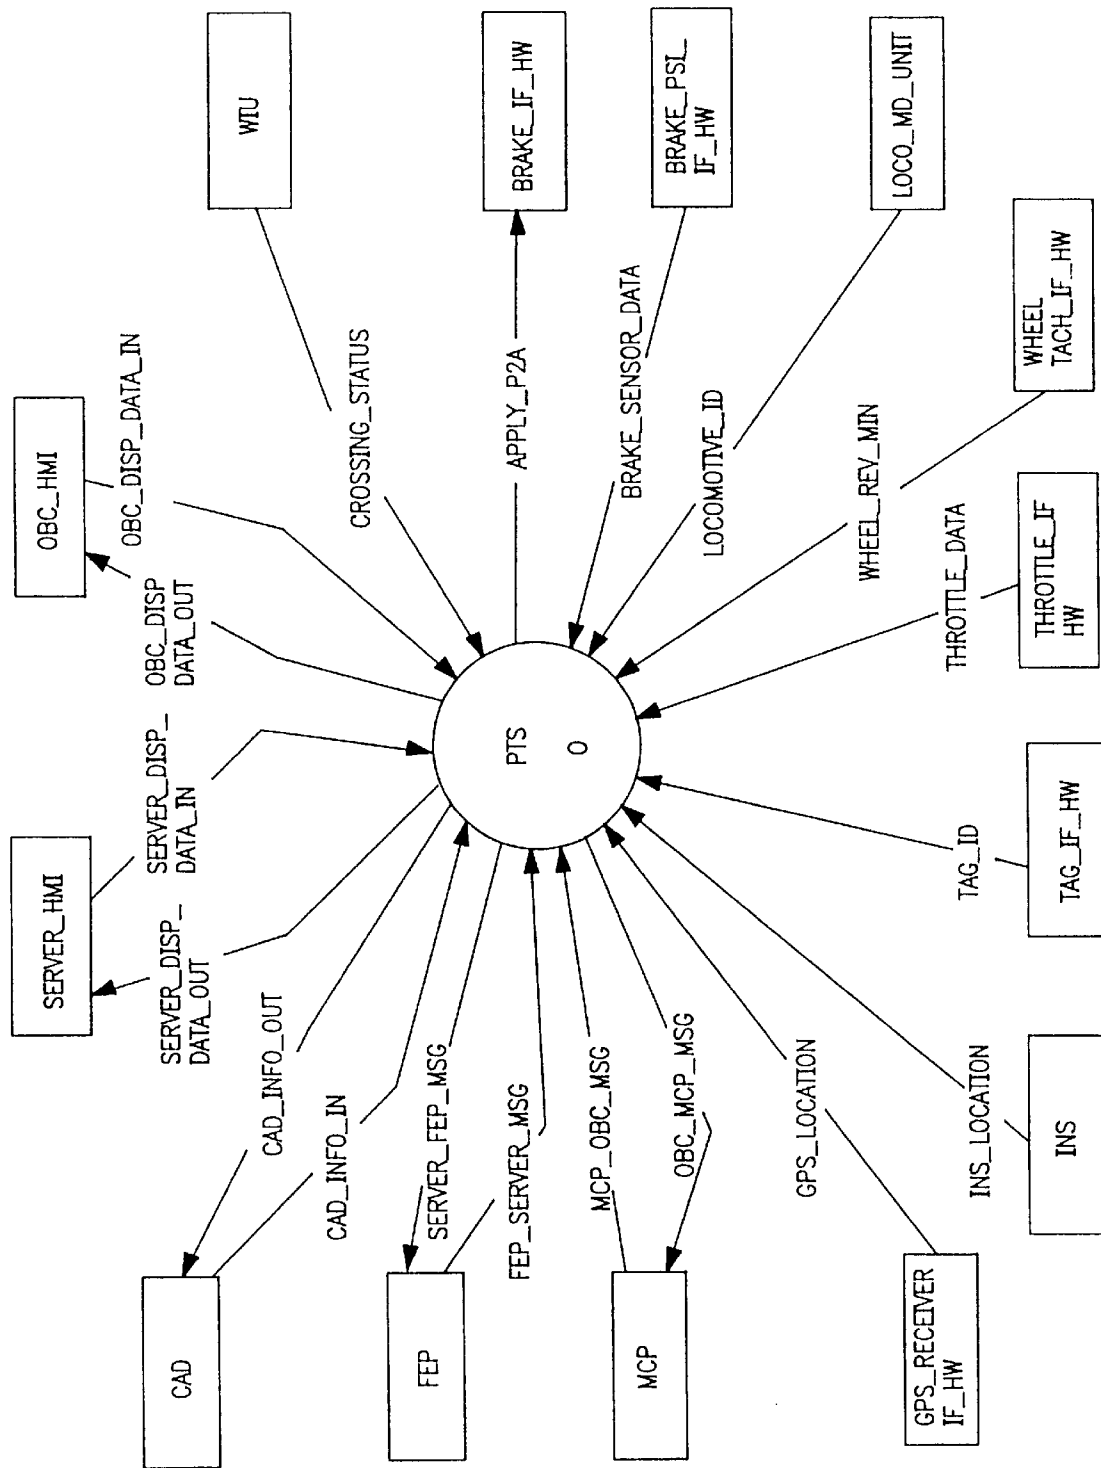 CAD
FEP
MCP
GPS_RECEIVER
IF_HW
CAD_INFO_OUT
CAD_INFO_IN
SERVER_FEP_MSG
FEP_SERVER_MSG
MCP_OBC_MSG
OBC_MCP_MSG
GPS_LOCATION
INS_LOCATION
INS
SERVER_HMI
SERVER_DISP_
DATA_OUT
SERVER_DISP_
DATA_IN
TAG_ID
TAG_IF_HW
PTS
0
OBC_HMI
OBC_DISP
DATA_OUT
OBC_DISP_DATA_IN
THROTTLE_DATA
THROTTLE_IF
HW
CROSSING_STATUS
APPLY_P2A
BRAKE_SENSOR_DATA
LOCOMOTIVE_ID
WHEEL_REV_MIN
WHEEL
TACH_IF_HW
WIU
BRAKE_IF_HW
BRAKE_PSI_
IF_HW
LOCO_MD_UNIT